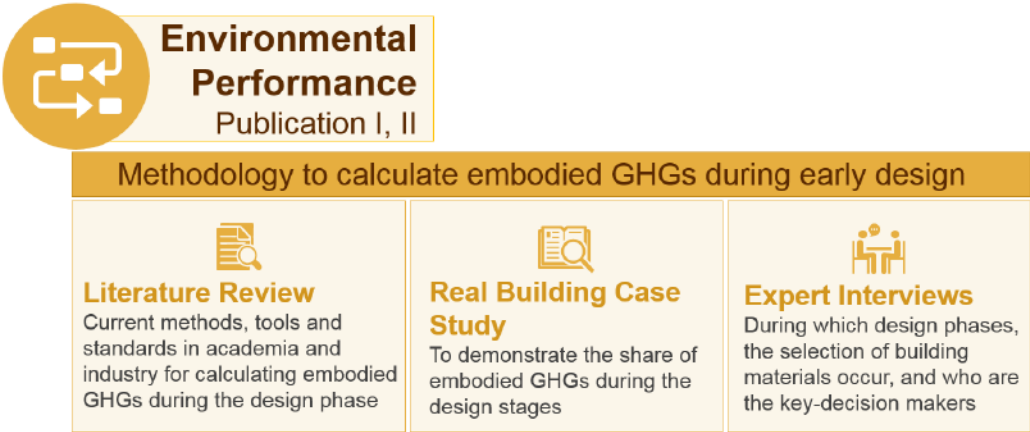 Environmental
Performance
Publication I, II
Methodology to calculate embodied GHGs during early design
Literature Review
Current methods, tools and
standards in academia and
industry for calculating embodied
GHGs during the design phase
Real Building Case
Study
To demonstrate the share of
embodied GHGs during the
design stages
Expert Interviews
During which design phases,
the selection of building
materials occur, and who are
the key-decision makers